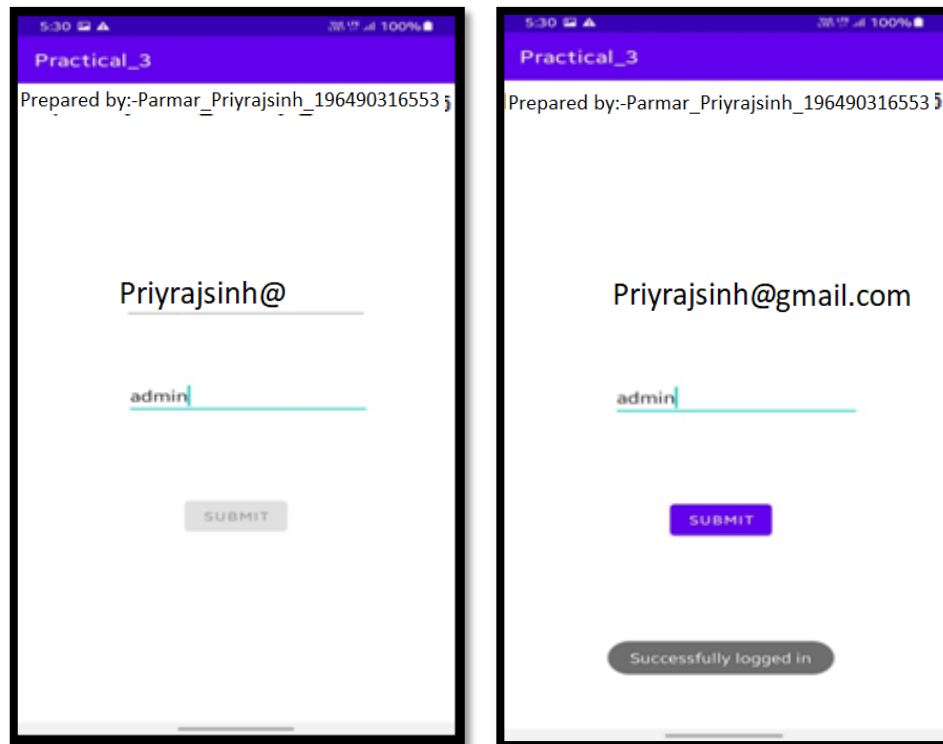 5:30
100%
Practical_3
Prepared by:-Parmar_Priyrajsinh_196490316553
Priyrajsinh@
admin
SUBMIT
5:30
100%
Practical_3
Prepared by:-Parmar_Priyrajsinh_196490316553
Priyrajsinh@gmail.com
admin
SUBMIT
Successfully logged in